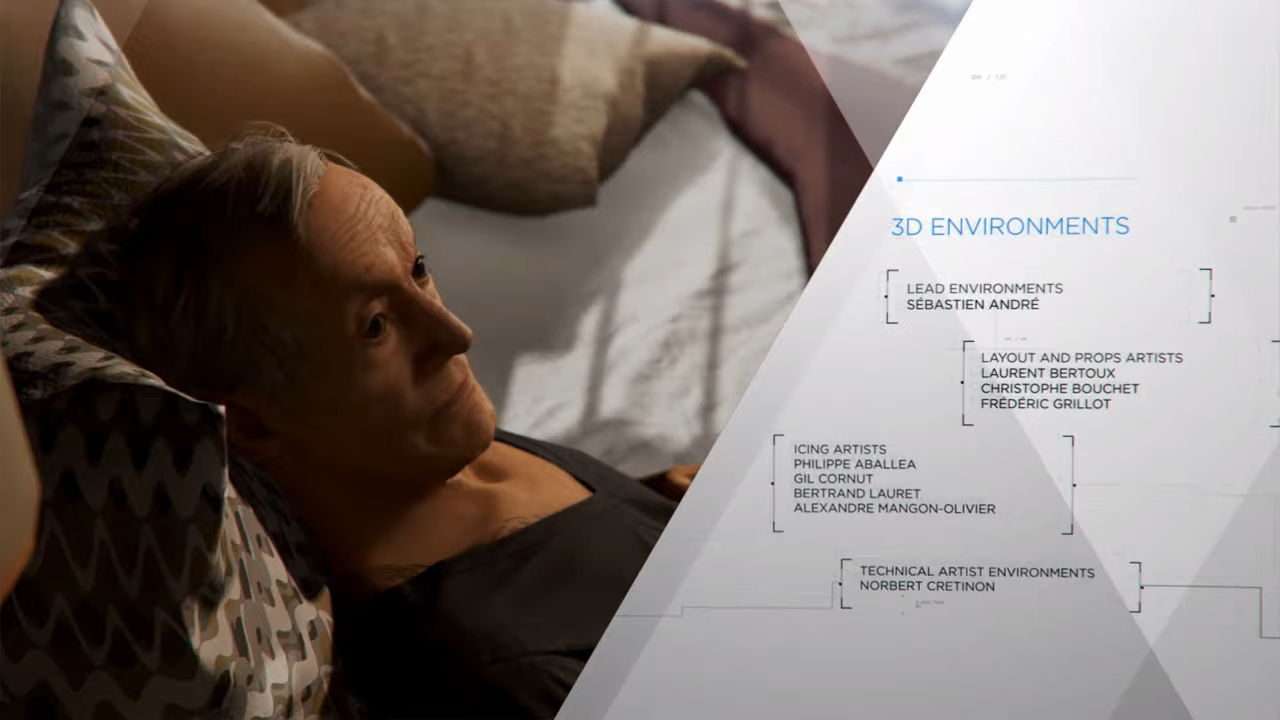 3D ENVIRONMENTS
LEAD ENVIRONMENTS
SÉBASTIEN ANDRÉ
LAYOUT AND PROPS ARTISTS
LAURENT BERTOUX
CHRISTOPHE BOUCHET
FRÉDÉRIC GRILLOT
ICING ARTISTS
PHILIPPE ABALLEA
GIL CORNUT
BERTRAND LAURET
ALEXANDRE MANGON-OLIVIER
TECHNICAL ARTIST ENVIRONMENTS
NORBERT CRETINON